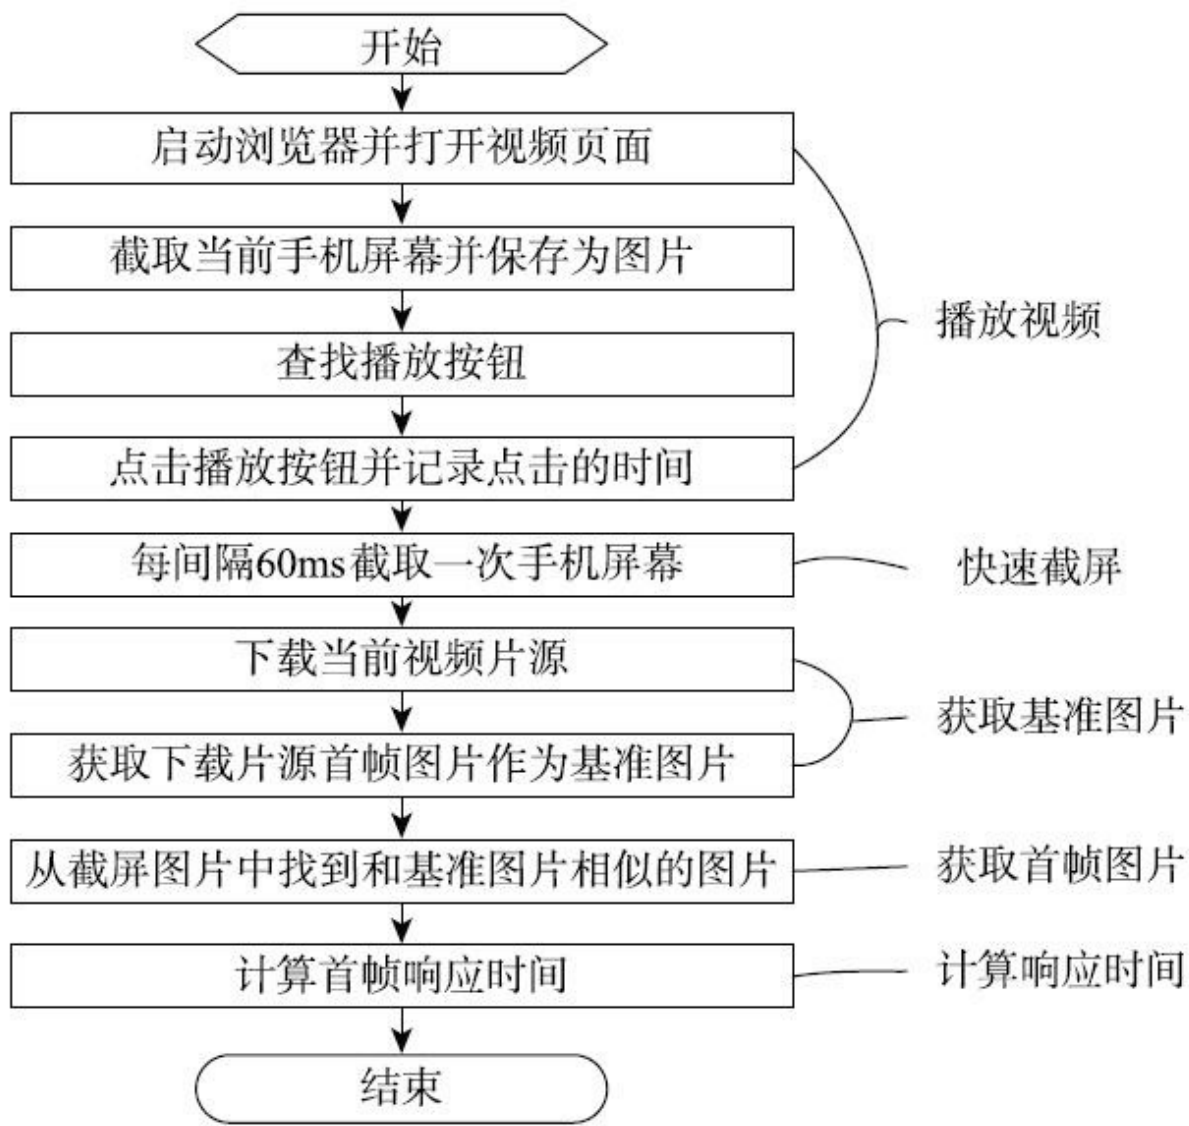 开始
启动浏览器并打开视频页面
截取当前手机屏幕并保存为图片
播放视频
查找播放按钮
点击播放按钮并记录点击的时间
每间隔60ms截取一次手机屏幕
快速截屏
下载当前视频片源
获取基准图片
获取下载片源首帧图片作为基准图片
从截屏图片中找到和基准图片相似的图片
获取首帧图片
计算首帧响应时间
计算响应时间
结束